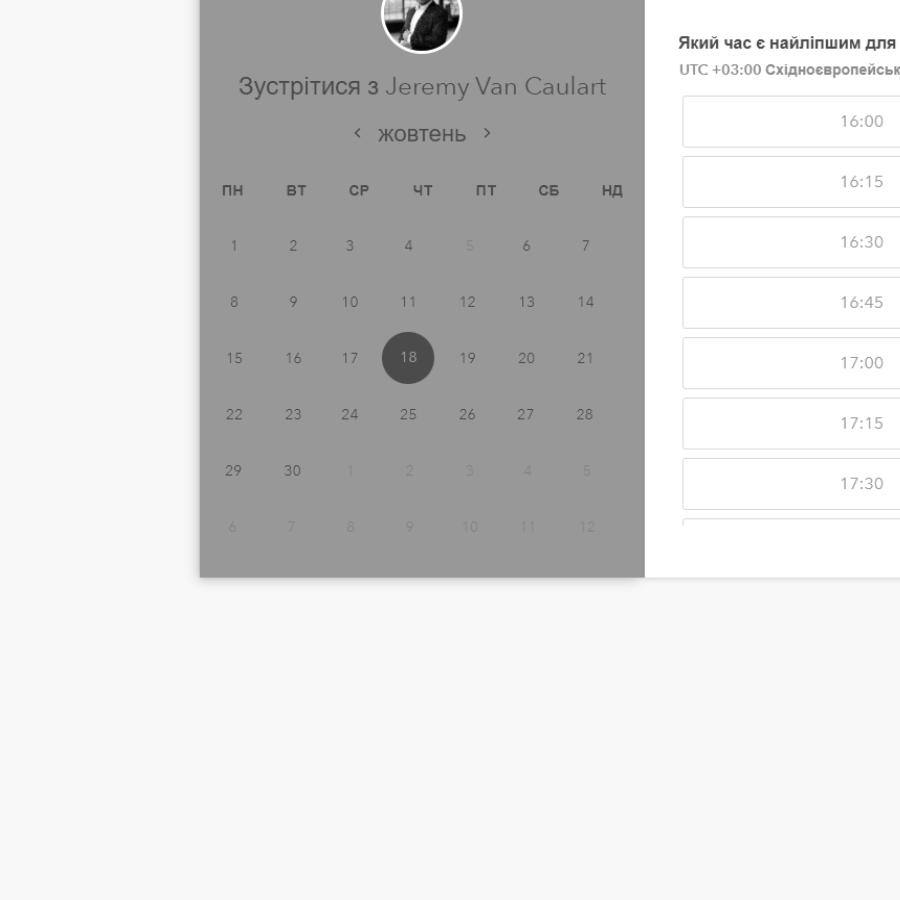 Зустрітися з Jeremy Van Caulart
жовтень
ПН ВТ СР ЧТ ПТ СБ НД
1 2 3 4 5 6 7
8 9 10 11 12 13 14
15 16 17 18 19 20 21
22 23 24 25 26 27 28
29 30 1 2 3 4 5
6 7 8 9 10 11 12
Який час є найліпшим для
UTC +03:00 Східноєвропейськ
16:00
16:15
16:30
16:45
17:00
17:15
17:30